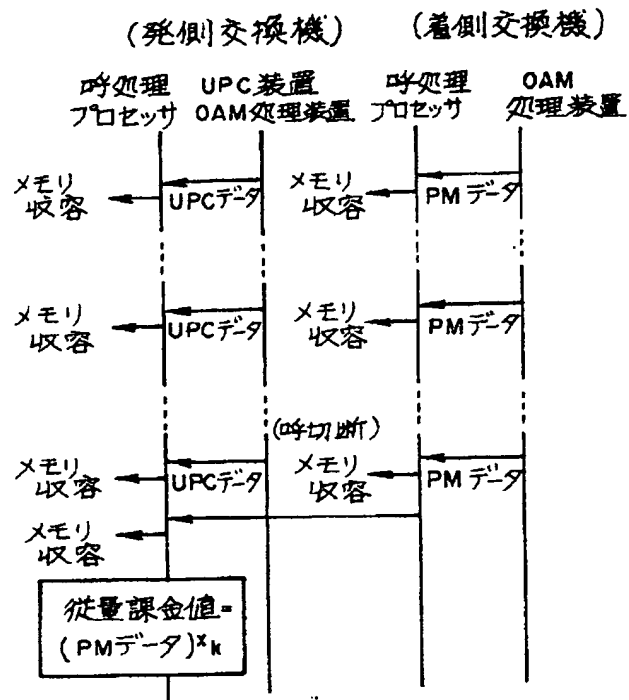 (発側交換機) (着側交換機)
呼処理 UPC装置 呼処理 OAM
プロセッサ OAM処理装置 プロセッサ 処理装置
メモリ メモリ
収容 UPCデータ 収容 PMデータ
メモリ メモリ
収容 UPCデータ 収容 PMデータ
(呼切断)
メモリ メモリ
収容 UPCデータ 収容 PMデータ
メモリ
収容
従量課金値=
(PMデータ)xk